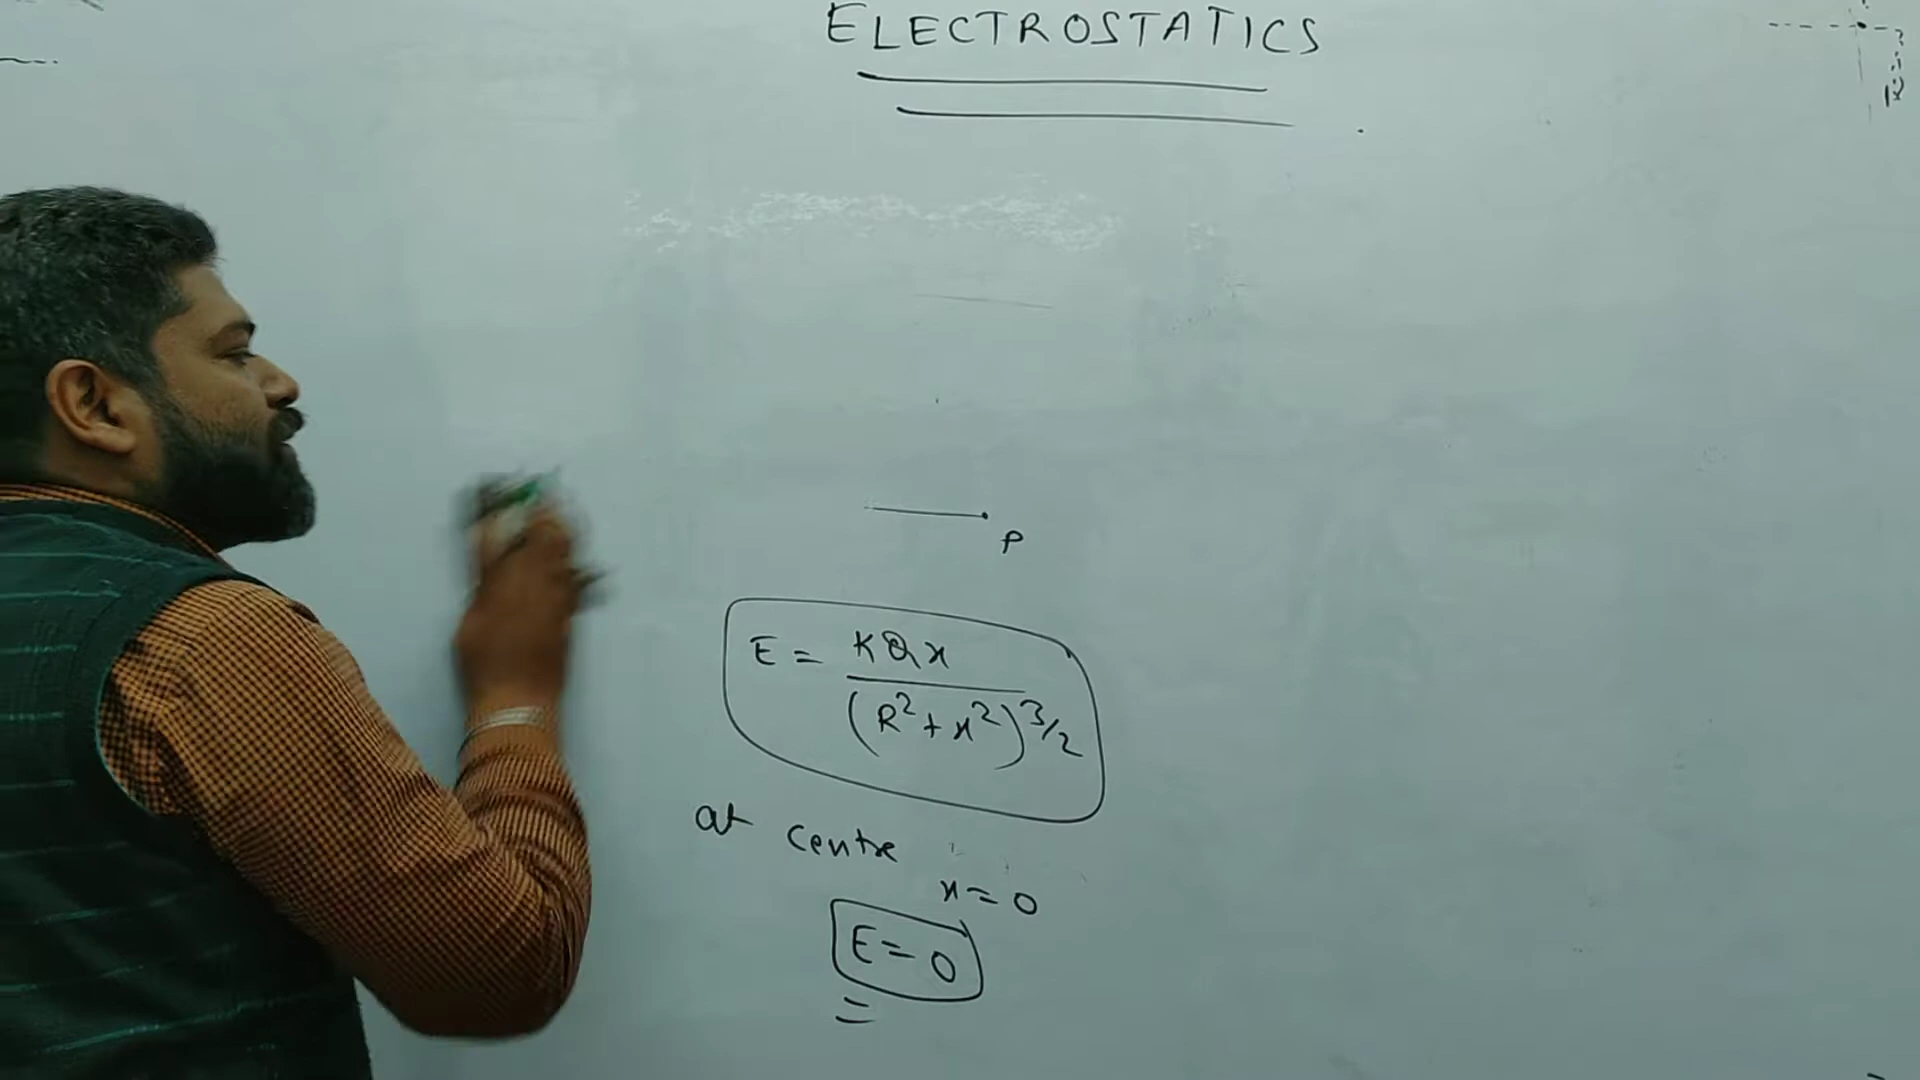 ELECTROSTATICS
P
E = KQx / (R²+x²)^3/2
at centre
x = 0
E = 0